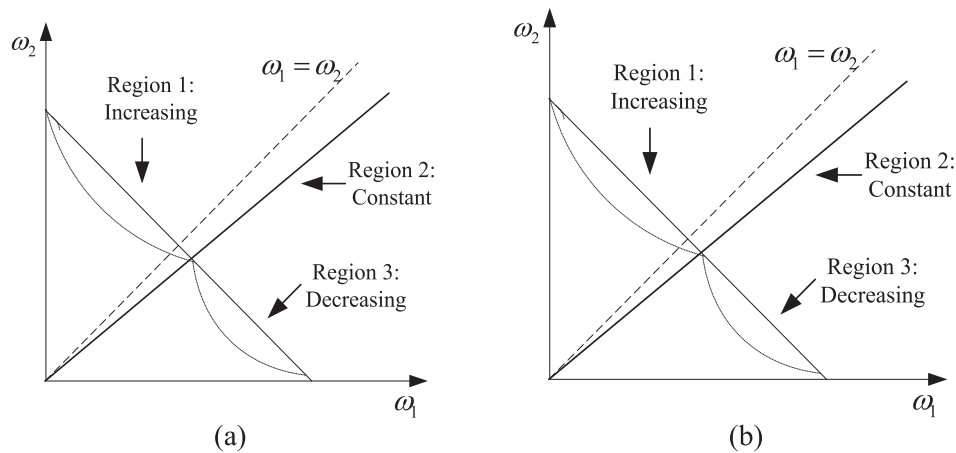 ω₂
ω₁ = ω₂
Region 1:
Increasing
Region 2:
Constant
Region 3:
Decreasing
ω₁
(a)
ω₂
ω₁ = ω₂
Region 1:
Increasing
Region 2:
Constant
Region 3:
Decreasing
ω₁
(b)